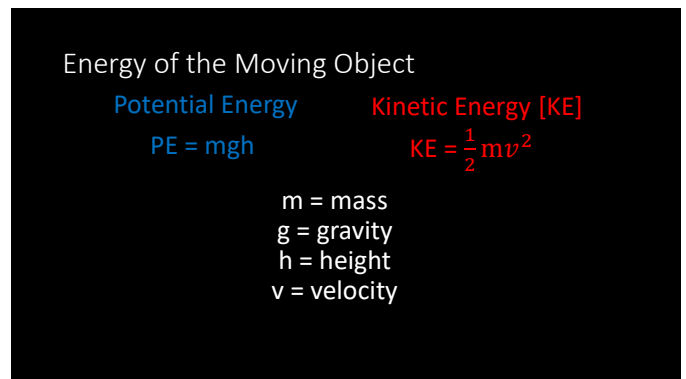 Energy of the Moving Object
Potential Energy
Kinetic Energy [KE]
PE = mgh
KE = \frac{1}{2} mv^2
m = mass
g = gravity
h = height
v = velocity